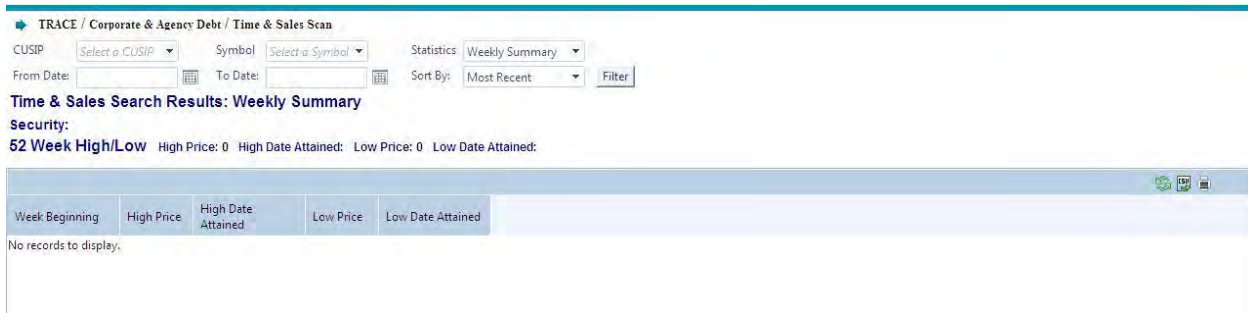 TRACE / Corporate & Agency Debt / Time & Sales Scan
CUSIP Select a CUSIP Symbol Select a Symbol Statistics Weekly Summary
From Date: To Date: Sort By: Most Recent Filter
Time & Sales Search Results: Weekly Summary
Security:
52 Week High/Low High Price: 0 High Date Attained: Low Price: 0 Low Date Attained:
Week Beginning High Price High Date Attained Low Price Low Date Attained
No records to display.